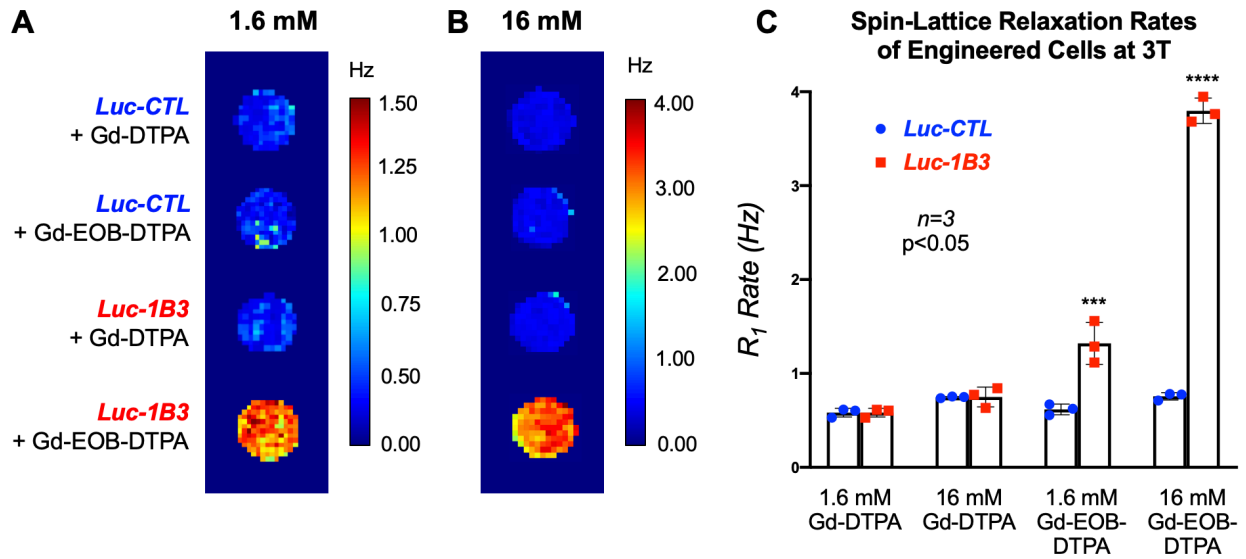 A
1.6 mM
Hz
1.50
1.25
1.00
0.75
0.50
0.00
Luc-CTL
+ Gd-DTPA
Luc-CTL
+ Gd-EOB-DTPA
Luc-1B3
+ Gd-DTPA
Luc-1B3
+ Gd-EOB-DTPA
B
16 mM
Hz
4.00
3.00
2.00
1.00
0.00
C
Spin-Lattice Relaxation Rates
of Engineered Cells at 3T
R1 Rate (Hz)
4
3
2
1
0
Luc-CTL
Luc-1B3
n=3
p<0.05
***
****
1.6 mM
Gd-DTPA
16 mM
Gd-DTPA
1.6 mM
Gd-EOB-
DTPA
16 mM
Gd-EOB-
DTPA